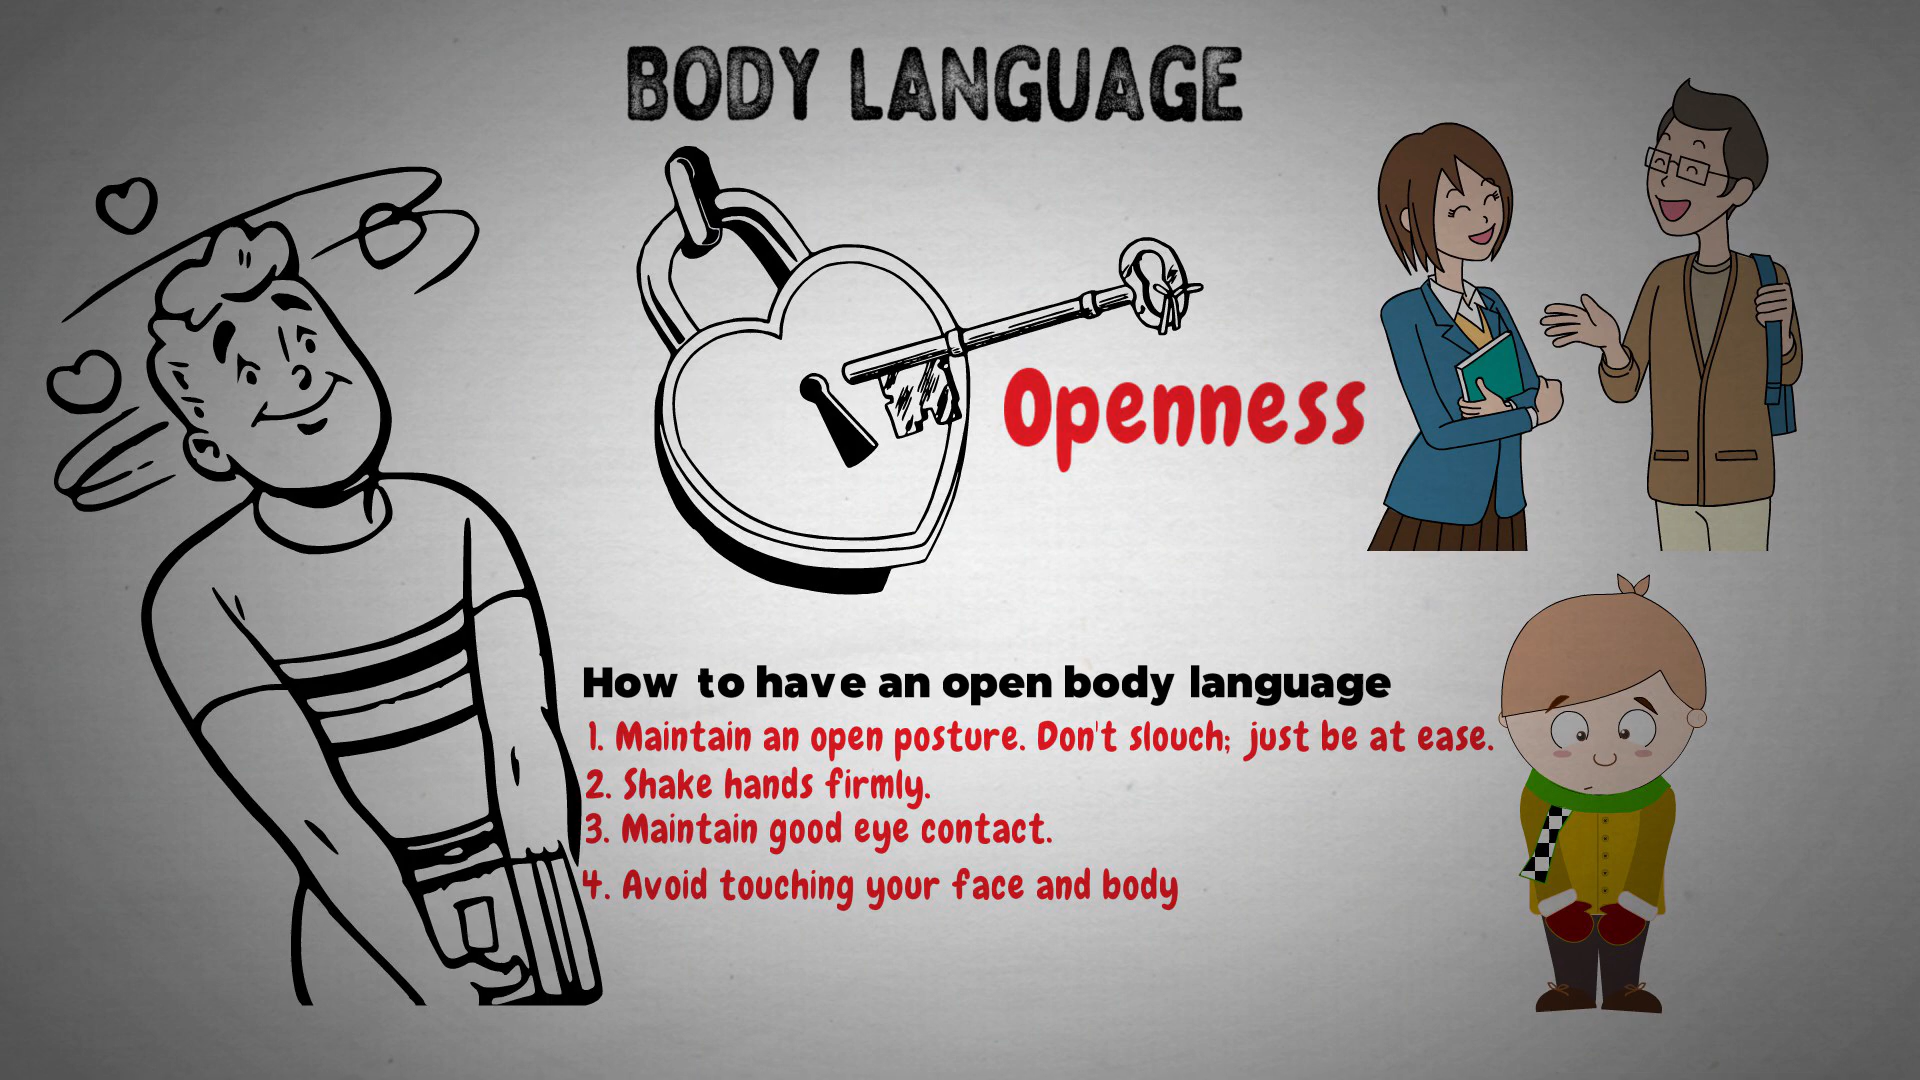 BODY LANGUAGE
Openness
How to have an open body language
1. Maintain an open posture. Don't slouch; just be at ease.
2. Shake hands firmly.
3. Maintain good eye contact.
4. Avoid touching your face and body